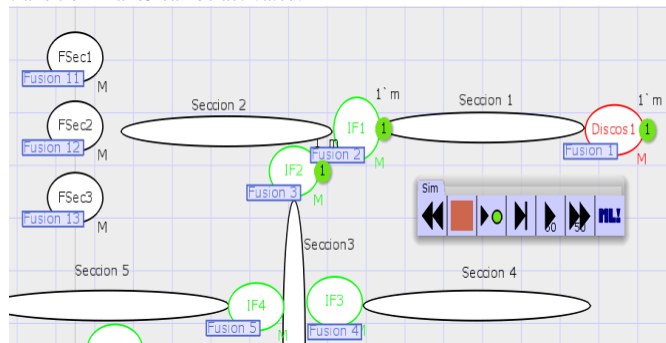 FSec1
Fusion 11
M
FSec2
Fusion 12
M
FSec3
Fusion 13
M
Seccion 2
1`m
IF1
1
Fusion 2
M
Seccion 1
1`m
Discos1
1
Fusion 1
M
IF2
1
Fusion 3
M
Sim
50
50
ML!
Seccion3
Seccion 5
Seccion 4
IF4
Fusion 5
M
IF3
Fusion 4